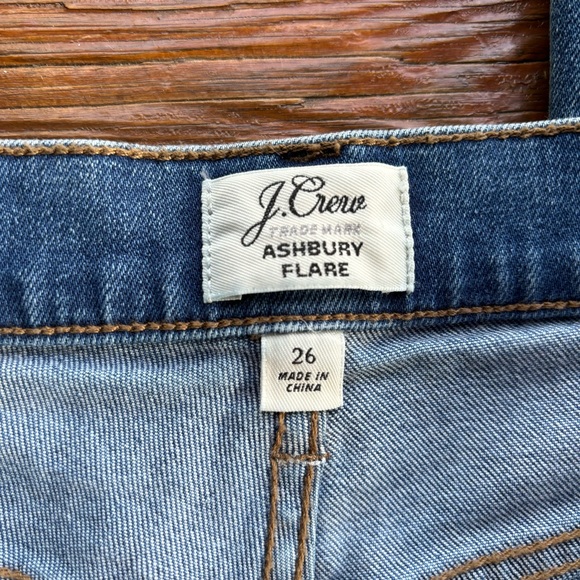 J.Crew
TRADE MARK
ASHBURY
FLARE
26
MADE IN
CHINA